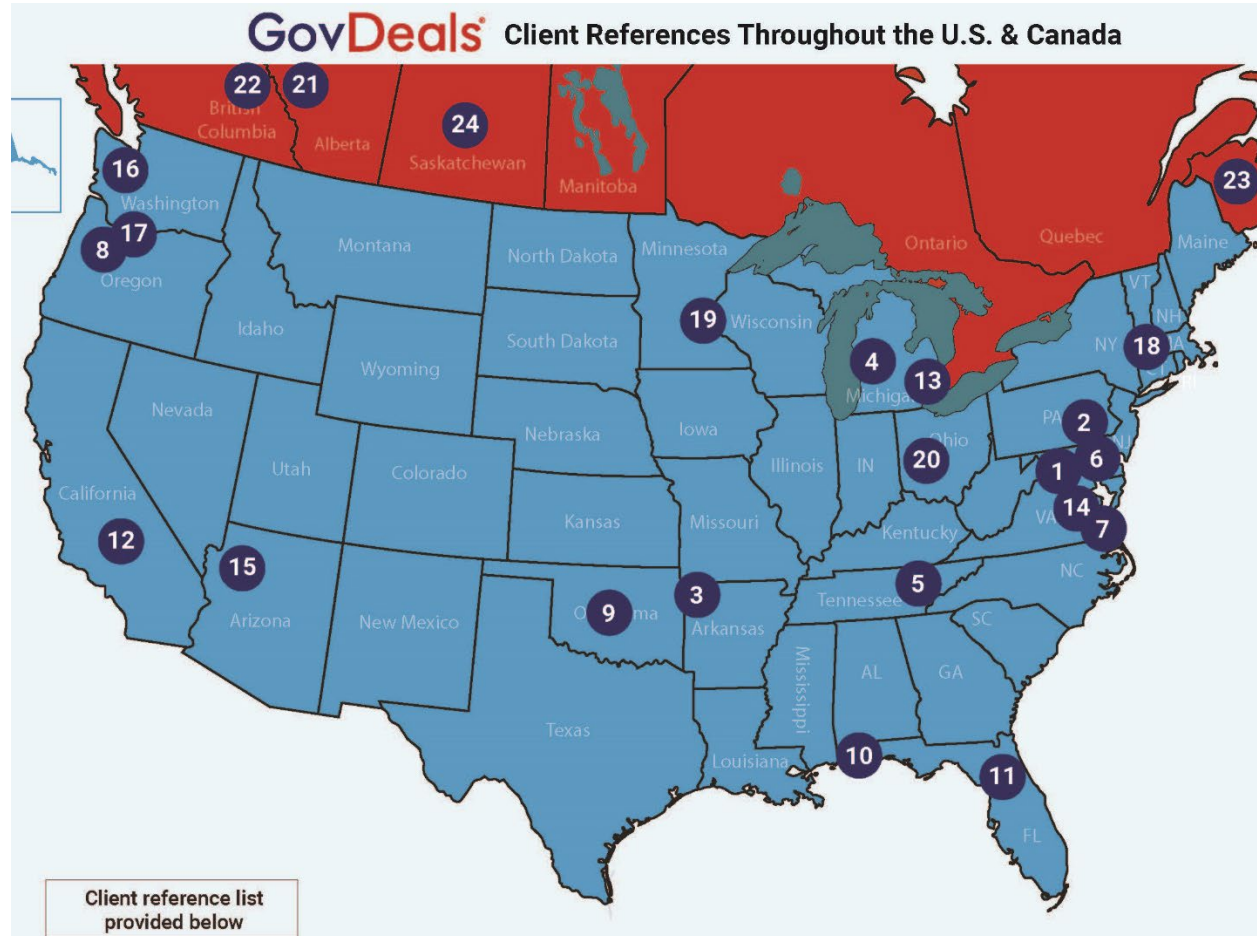 GovDeals® Client References Throughout the U.S. & Canada
22
21
British
Columbia
Alberta
24
Saskatchewan
Manitoba
Ontario
Quebec
23
16
Washington
8
17
Oregon
Montana
North Dakota
Minnesota
Maine
Idaho
South Dakota
19
Wisconsin
VT
NH
Wyoming
4
13
Michigan
NY
18
MA
CT
Nevada
Nebraska
Iowa
PA
2
NJ
Utah
Colorado
Illinois
IN
Ohio
20
1
6
California
12
Kansas
Missouri
Kentucky
VA
14
7
15
Arizona
New Mexico
9
3
Arkansas
5
Tennessee
NC
SC
Mississippi
AL
GA
Texas
Louisiana
10
11
FL
Client reference list
provided below